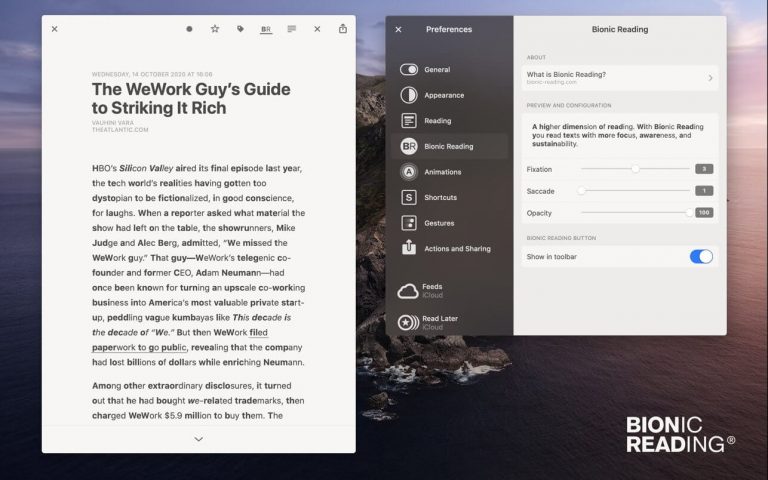 BR
WEDNESDAY, 14 OCTOBER 2020 AT 16:06
The WeWork Guy's Guide
to Striking It Rich
VAUHINI VARA
THEATLANTIC.COM
HBO's Silicon Valley aired its final episode last year,
the tech world's realities having gotten too
dystopian to be fictionalized, in good conscience,
for laughs. When a reporter asked what material the
show had left on the table, the showrunners, Mike
Judge and Alec Berg, admitted, "We missed the
WeWork guy." That guy—WeWork's telegenic co-
founder and former CEO, Adam Neumann—had
once been known for turning an upscale co-working
business into America's most valuable private start-
up, peddling vague kumbayas like This decade is
the decade of "We." But then WeWork filed
paperwork to go public, revealing that the company
had lost billions of dollars while enriching Neumann.
Among other extraordinary disclosures, it turned
out that he had bought we-related trademarks, then
charged WeWork $5.9 million to buy them. The
Preferences
General
Appearance
Reading
BR Bionic Reading
A Animations
S Shortcuts
Gestures
Actions and Sharing
Feeds
iCloud
Read Later
iCloud
Bionic Reading
ABOUT
What is Bionic Reading?
bionic-reading.com
PREVIEW AND CONFIGURATION
A higher dimension of reading. With Bionic Reading
you read texts with more focus, awareness, and
sustainability.
Fixation 3
Saccade 1
Opacity 100
BIONIC READING BUTTON
Show in toolbar
BIONIC
READING®